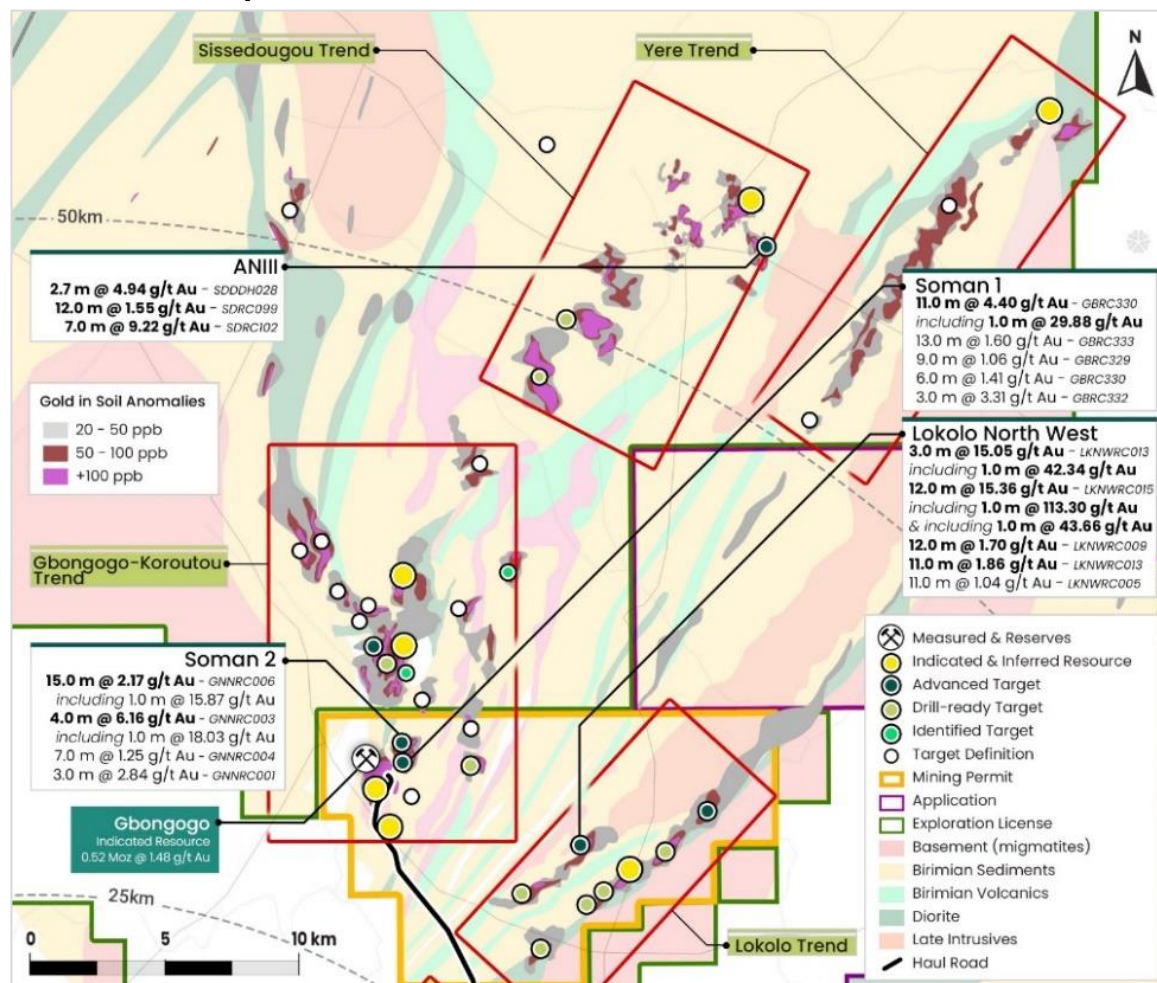 Sissedougou Trend
Yere Trend
N
50km
ANIII
2.7 m @ 4.94 g/t Au - SDDDH028
12.0 m @ 1.55 g/t Au - SDRC099
7.0 m @ 9.22 g/t Au - SDRC102
Soman 1
11.0 m @ 4.40 g/t Au - GBRC330
including 1.0 m @ 29.88 g/t Au
13.0 m @ 1.60 g/t Au - GBRC333
9.0 m @ 1.06 g/t Au - GBRC329
6.0 m @ 1.41 g/t Au - GBRC330
3.0 m @ 3.31 g/t Au - GBRC332
Gold in Soil Anomalies
20 - 50 ppb
50 - 100 ppb
+100 ppb
Lokolo North West
3.0 m @ 15.05 g/t Au - LKNWRC013
including 1.0 m @ 42.34 g/t Au
12.0 m @ 15.36 g/t Au - LKNWRC015
including 1.0 m @ 113.30 g/t Au
& including 1.0 m @ 43.66 g/t Au
12.0 m @ 1.70 g/t Au - LKNWRC009
11.0 m @ 1.86 g/t Au - LKNWRC013
11.0 m @ 1.04 g/t Au - LKNWRC005
Gbongogo-Koroutou
Trend
Soman 2
15.0 m @ 2.17 g/t Au - GNNRC006
including 1.0 m @ 15.87 g/t Au
4.0 m @ 6.16 g/t Au - GNNRC003
including 1.0 m @ 18.03 g/t Au
7.0 m @ 1.25 g/t Au - GNNRC004
3.0 m @ 2.84 g/t Au - GNNRC001
Gbongogo
Indicated Resource
0.52 Moz @ 1.48 g/t Au
Measured & Reserves
Indicated & Inferred Resource
Advanced Target
Drill-ready Target
Identified Target
Target Definition
Mining Permit
Application
Exploration License
Basement (migmatites)
Birimian Sediments
Birimian Volcanics
Diorite
Late Intrusives
Haul Road
25km
0 5 10 km
Lokolo Trend